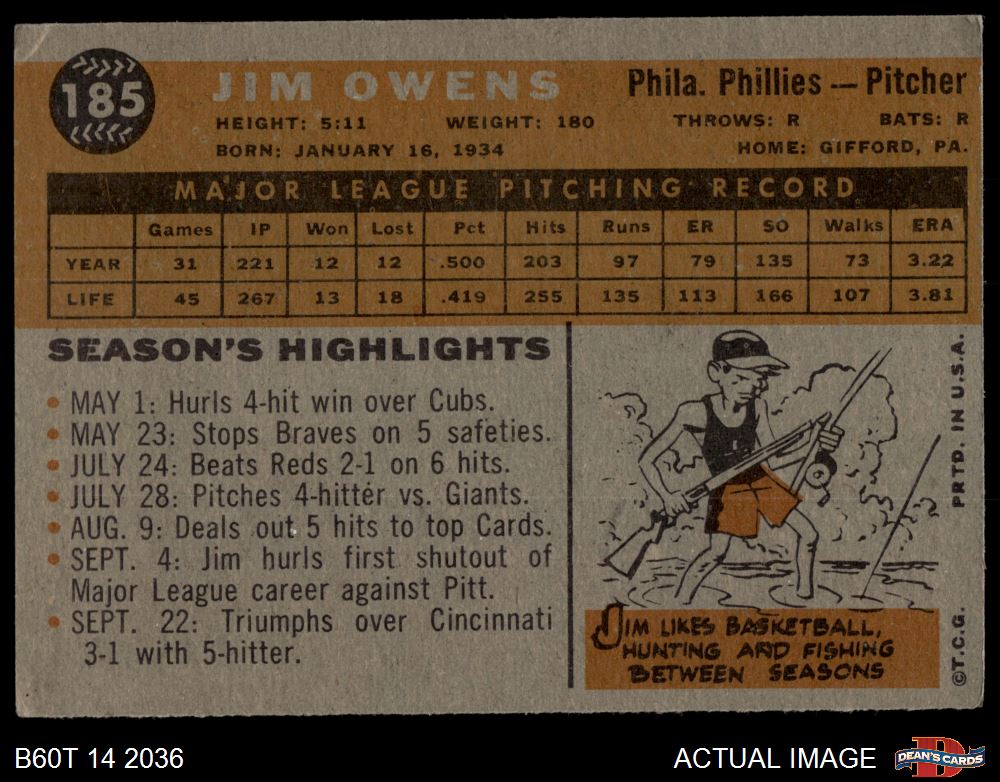 185
JIM OWENS
Phila. Phillies — Pitcher
HEIGHT: 5:11 WEIGHT: 180 THROWS: R BATS: R
BORN: JANUARY 16, 1934 HOME: GIFFORD, PA.
MAJOR LEAGUE PITCHING RECORD
Games IP Won Lost Pct Hits Runs ER SO Walks ERA
YEAR 31 221 12 12 .500 203 97 79 135 73 3.22
LIFE 45 267 13 18 .419 255 135 113 166 107 3.81
SEASON'S HIGHLIGHTS
• MAY 1: Hurls 4-hit win over Cubs.
• MAY 23: Stops Braves on 5 safeties.
• JULY 24: Beats Reds 2-1 on 6 hits.
• JULY 28: Pitches 4-hitter vs. Giants.
• AUG. 9: Deals out 5 hits to top Cards.
• SEPT. 4: Jim hurls first shutout of
Major League career against Pitt.
• SEPT. 22: Triumphs over Cincinnati
3-1 with 5-hitter.
JIM LIKES BASKETBALL,
HUNTING AND FISHING
BETWEEN SEASONS
©T.C.G. PRTD. IN U.S.A.
B60T 14 2036
ACTUAL IMAGE
D
DEAN'S CARDS